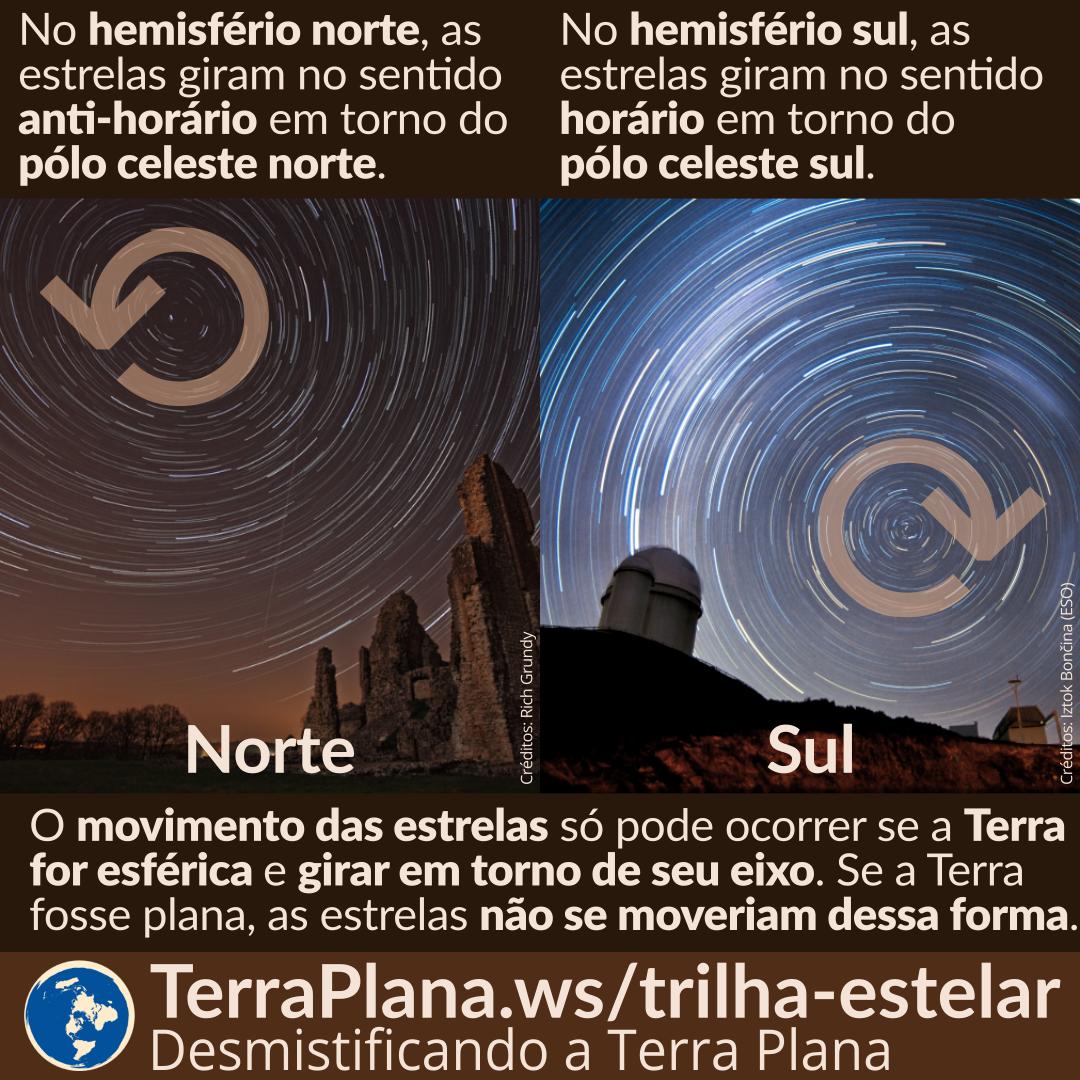 No hemisfério norte, as
estrelas giram no sentido
anti-horário em torno do
pólo celeste norte.
No hemisfério sul, as
estrelas giram no sentido
horário em torno do
pólo celeste sul.
Norte
Créditos: Rich Grundy
Sul
Créditos: Iztok Bončina (ESO)
O movimento das estrelas só pode ocorrer se a Terra
for esférica e girar em torno de seu eixo. Se a Terra
fosse plana, as estrelas não se moveriam dessa forma.
TerraPlana.ws/trilha-estelar
Desmistificando a Terra Plana